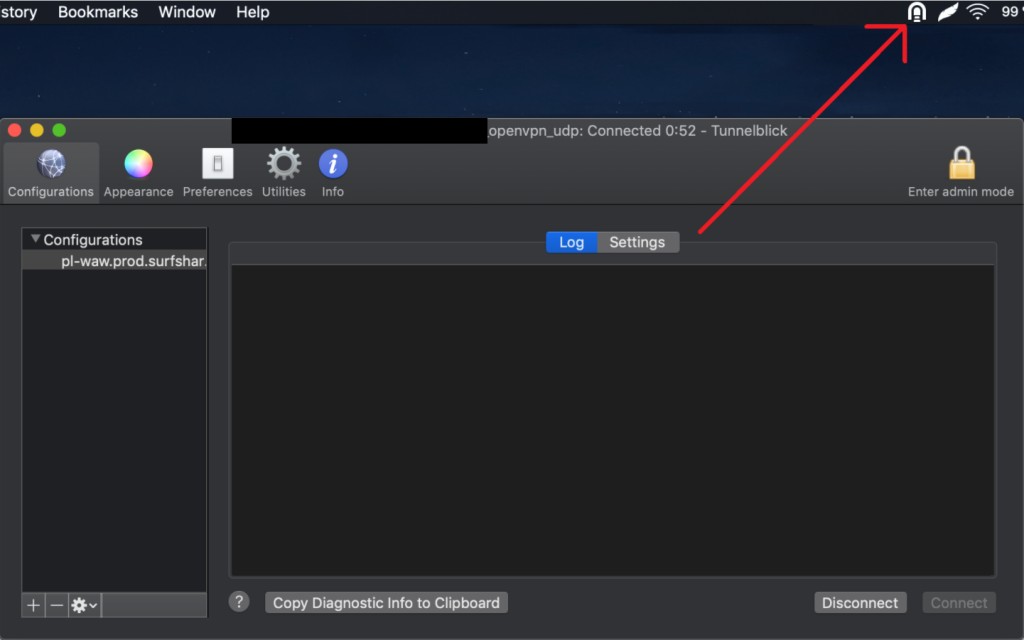 story Bookmarks Window Help 99
openvpn_udp: Connected 0:52 - Tunnelblick
Configurations Appearance Preferences Utilities Info Enter admin mode
Configurations
pl-waw.prod.surfshar.
Log Settings
? Copy Diagnostic Info to Clipboard Disconnect Connect